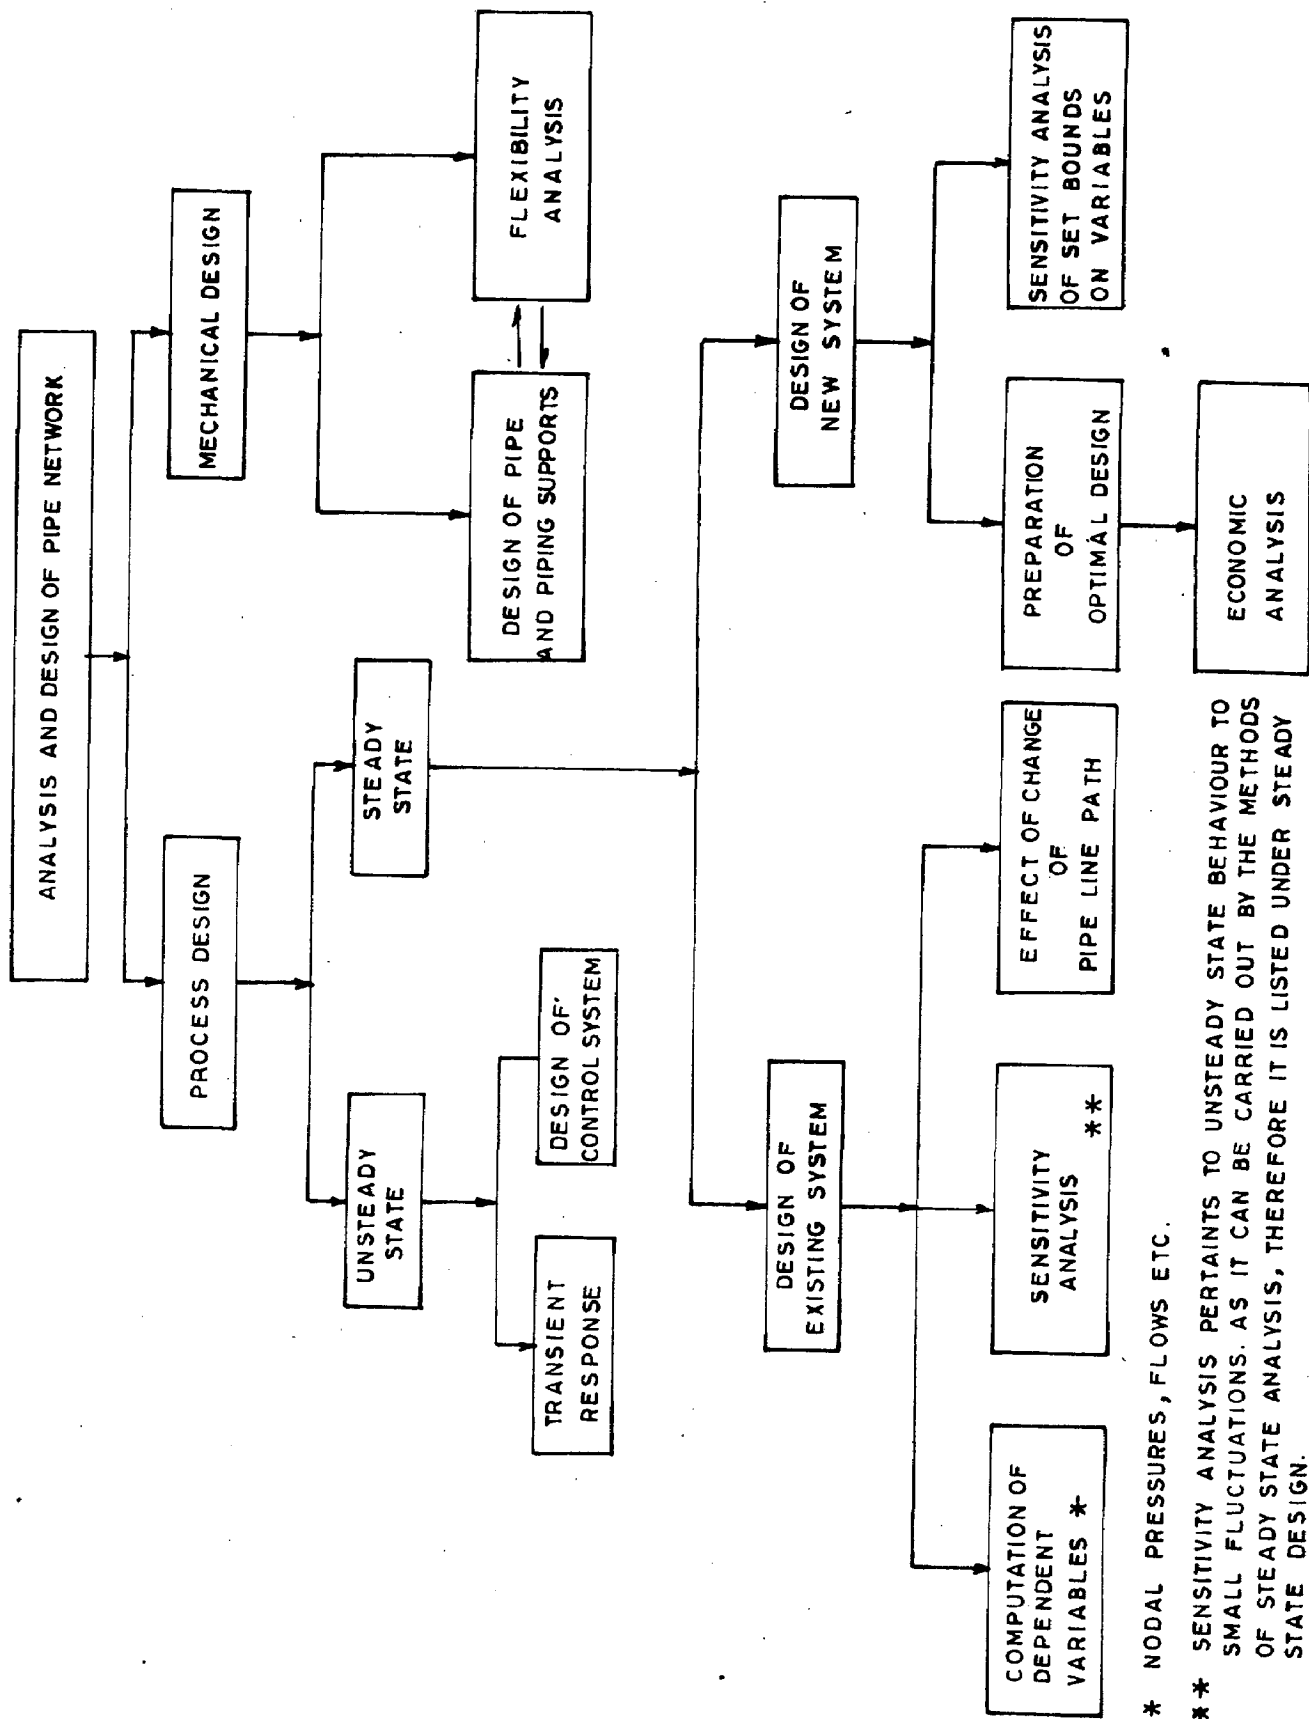 ANALYSIS AND DESIGN OF PIPE NETWORK
PROCESS DESIGN
MECHANICAL DESIGN
UNSTEADY
STATE
STEADY
STATE
TRANSIENT
RESPONSE
DESIGN OF
CONTROL SYSTEM
DESIGN OF PIPE
AND PIPING SUPPORTS
FLEXIBILITY
ANALYSIS
DESIGN OF
EXISTING SYSTEM
DESIGN OF
NEW SYSTEM
COMPUTATION OF
DEPENDENT
VARIABLES *
SENSITIVITY
ANALYSIS
**
EFFECT OF CHANGE
OF
PIPE LINE PATH
PREPARATION
OF
OPTIMAL DESIGN
SENSITIVITY ANALYSIS
OF SET BOUNDS
ON VARIABLES
ECONOMIC
ANALYSIS
* NODAL PRESSURES, FLOWS ETC.
** SENSITIVITY ANALYSIS PERTAINTS TO UNSTEADY STATE BEHAVIOUR TO
SMALL FLUCTUATIONS. AS IT CAN BE CARRIED OUT BY THE METHODS
OF STEADY STATE ANALYSIS, THEREFORE IT IS LISTED UNDER STEADY
STATE DESIGN.